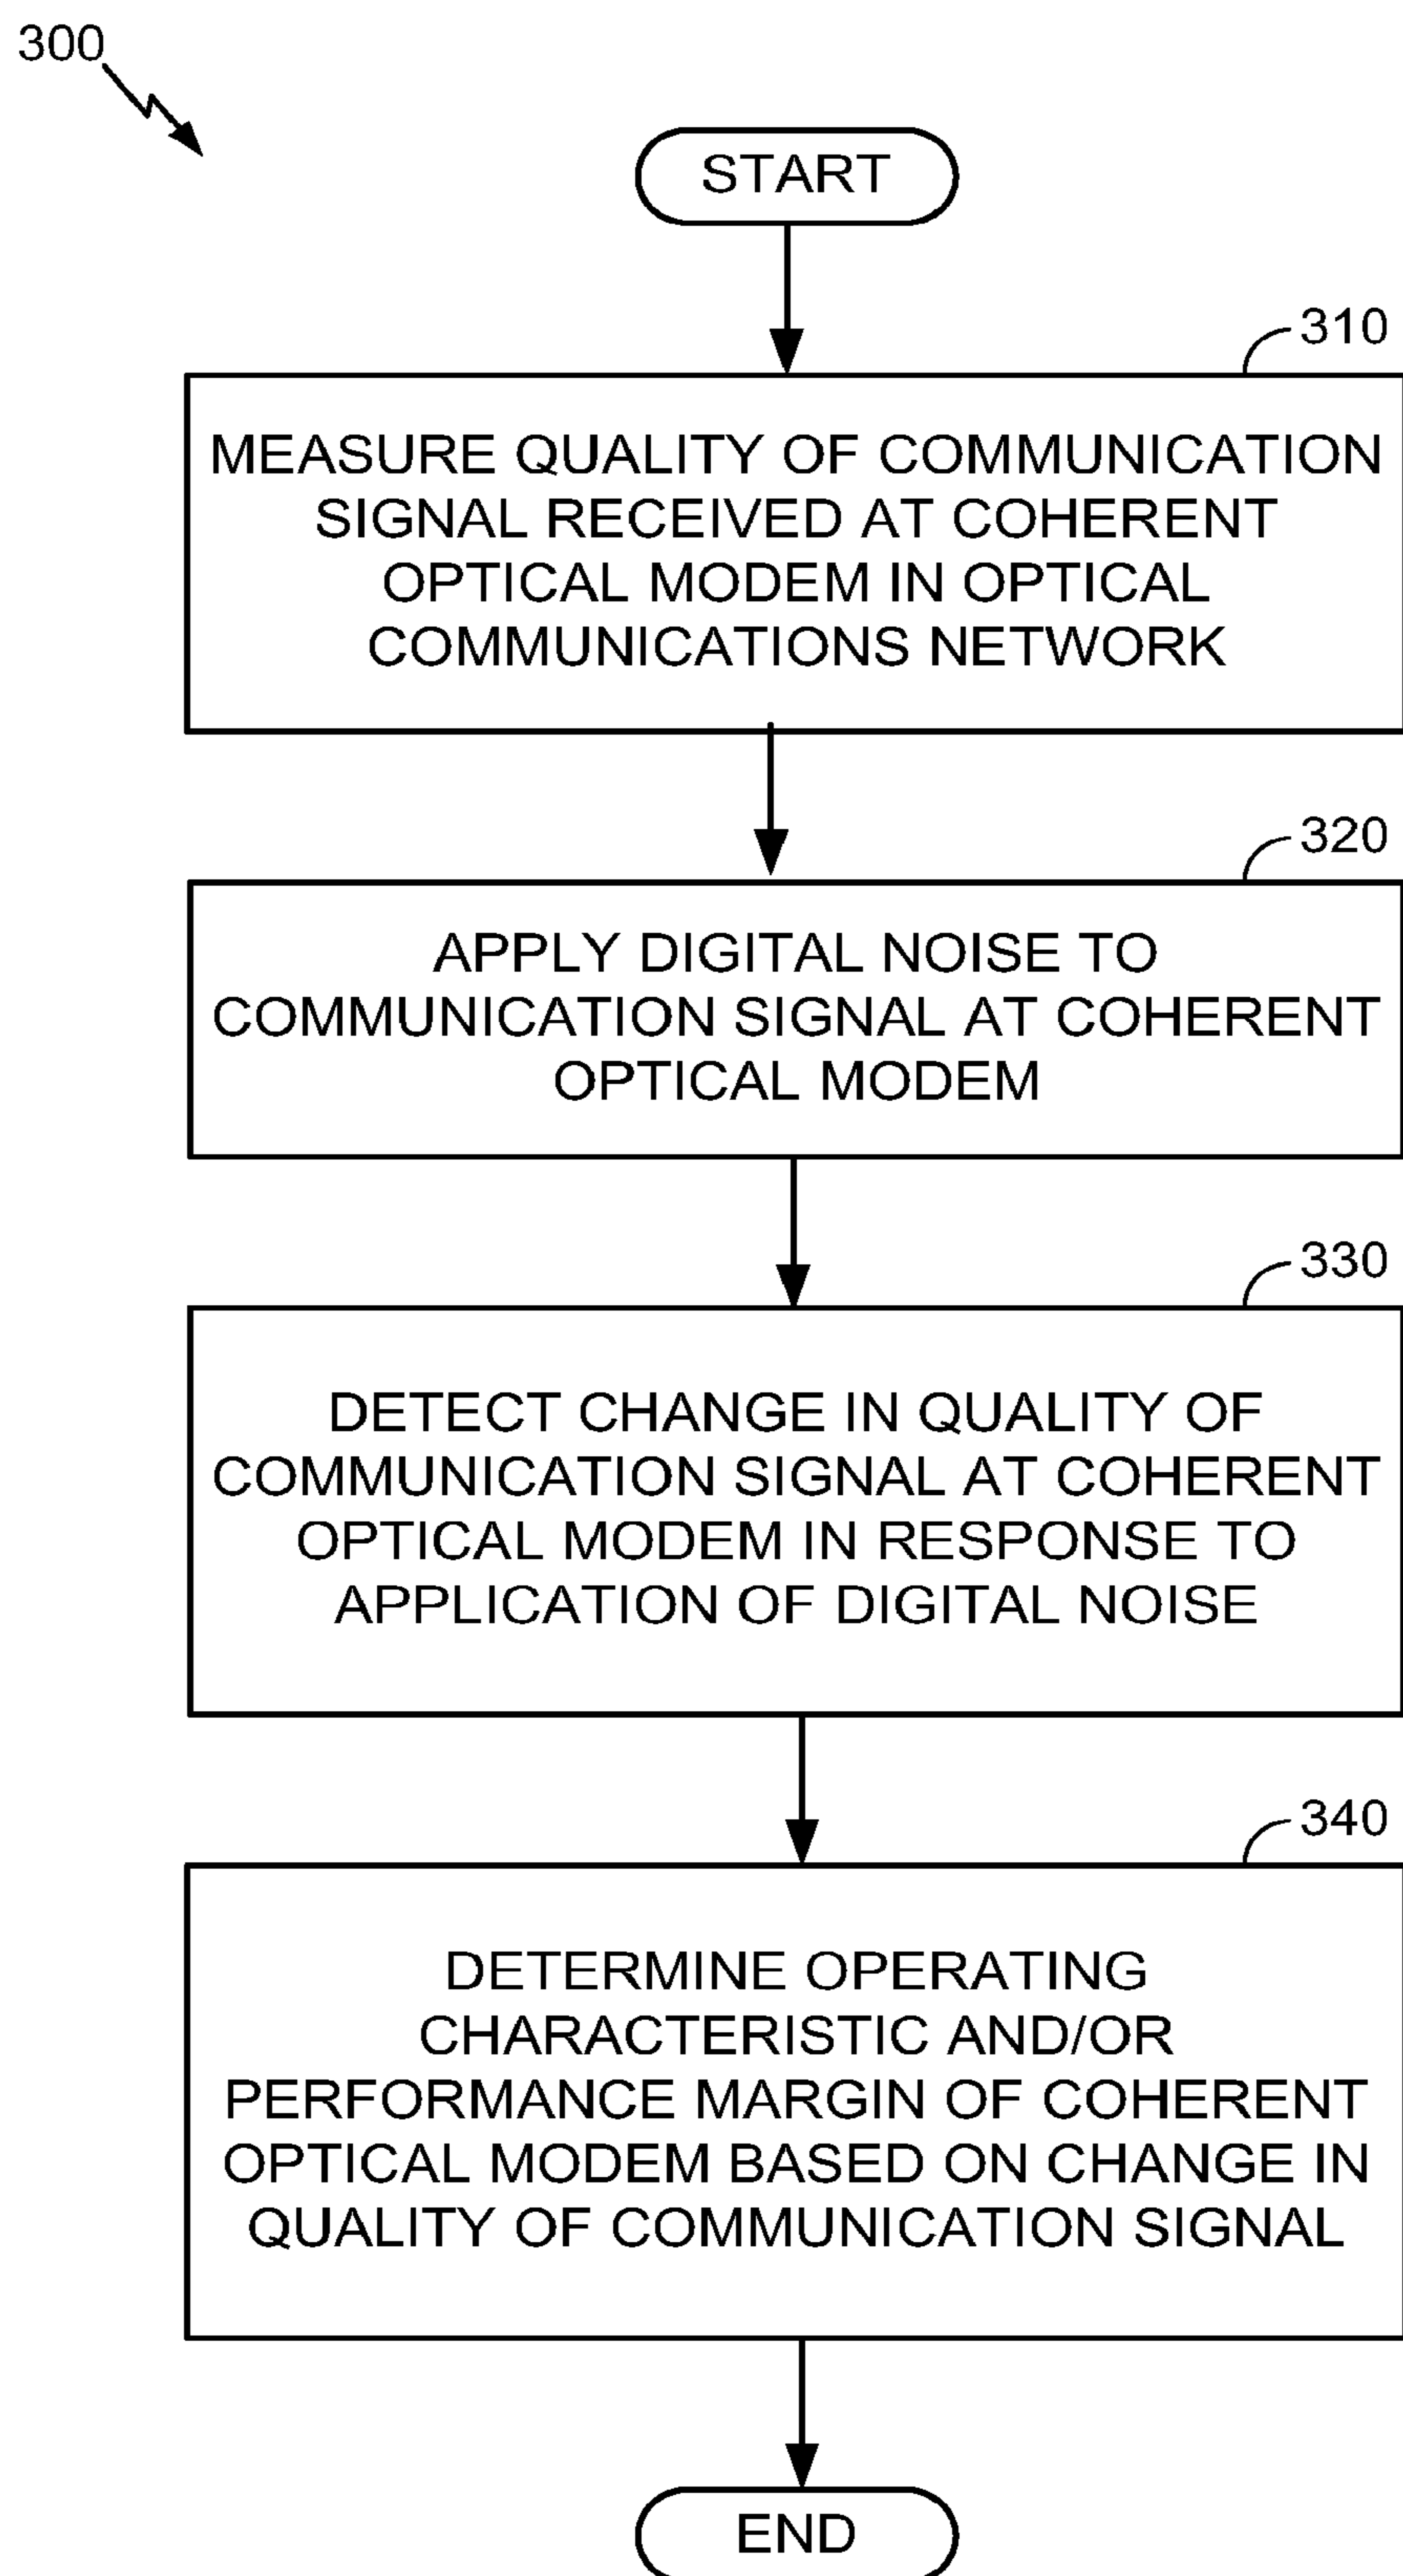 300
START
310
MEASURE QUALITY OF COMMUNICATION
SIGNAL RECEIVED AT COHERENT
OPTICAL MODEM IN OPTICAL
COMMUNICATIONS NETWORK
320
APPLY DIGITAL NOISE TO
COMMUNICATION SIGNAL AT COHERENT
OPTICAL MODEM
330
DETECT CHANGE IN QUALITY OF
COMMUNICATION SIGNAL AT COHERENT
OPTICAL MODEM IN RESPONSE TO
APPLICATION OF DIGITAL NOISE
340
DETERMINE OPERATING
CHARACTERISTIC AND/OR
PERFORMANCE MARGIN OF COHERENT
OPTICAL MODEM BASED ON CHANGE IN
QUALITY OF COMMUNICATION SIGNAL
END